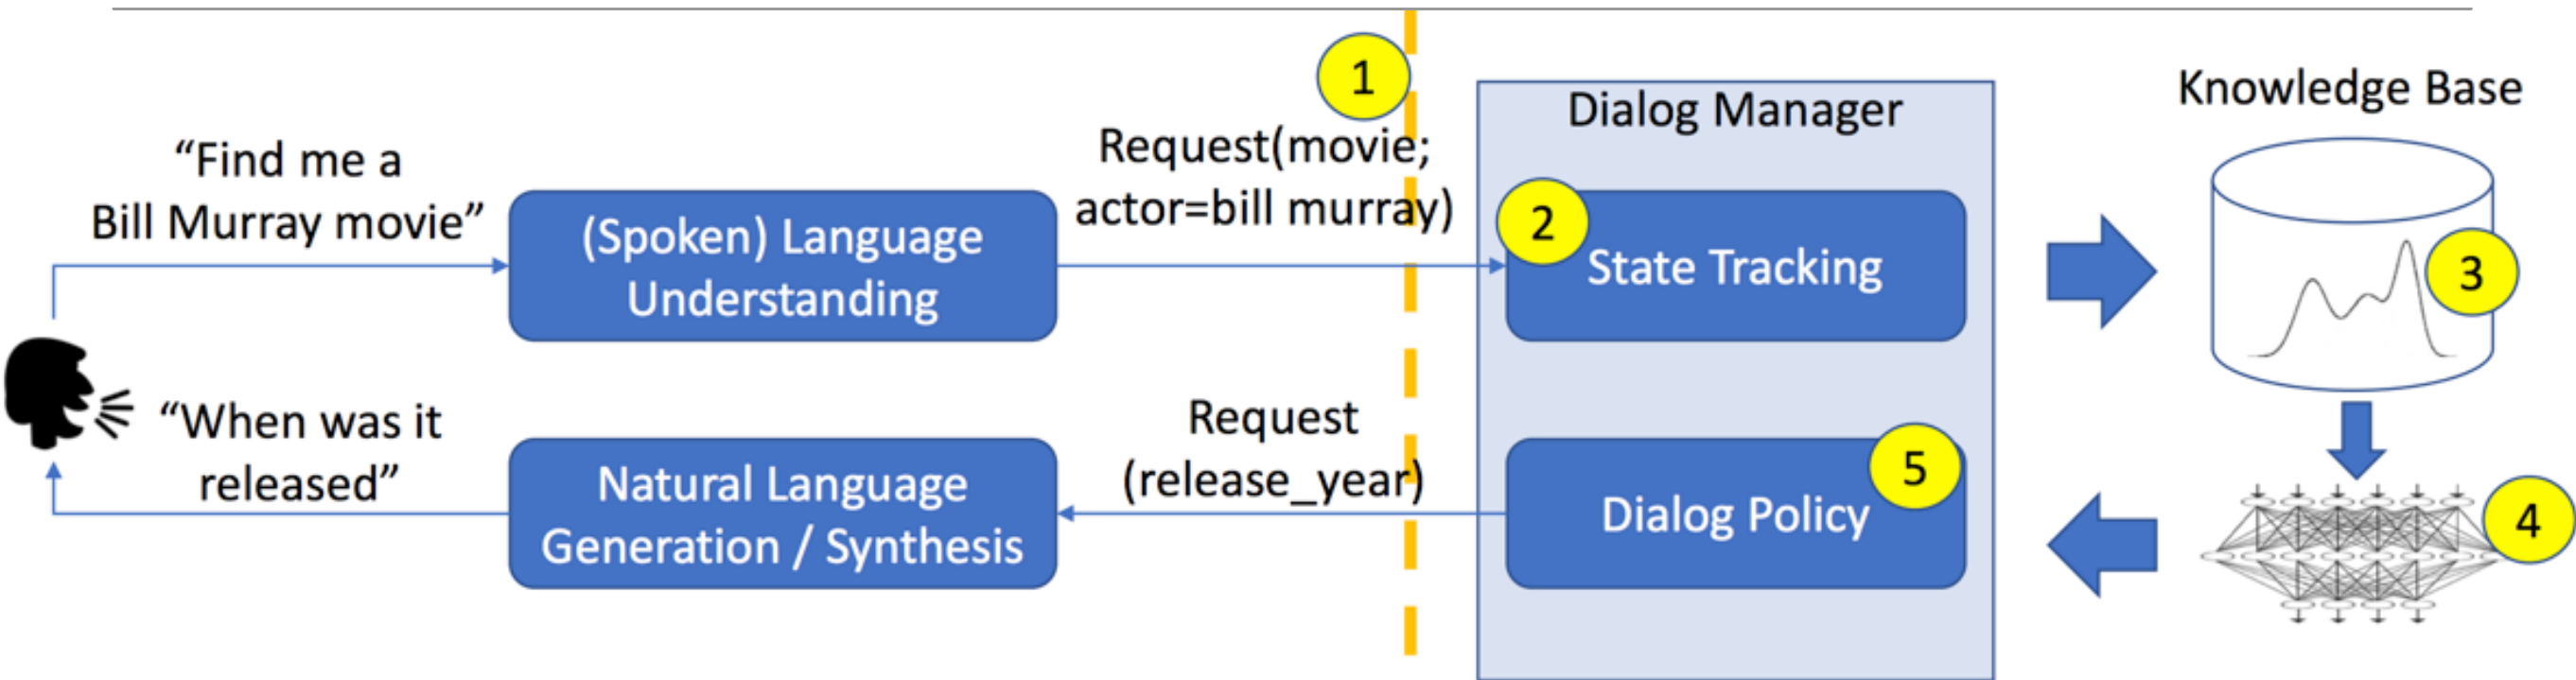 1
Dialog Manager
Knowledge Base
“Find me a
Bill Murray movie”
(Spoken) Language
Understanding
Request(movie;
actor=bill murray)
2
State Tracking
3
“When was it
released”
Natural Language
Generation / Synthesis
Request
(release_year)
5
Dialog Policy
4